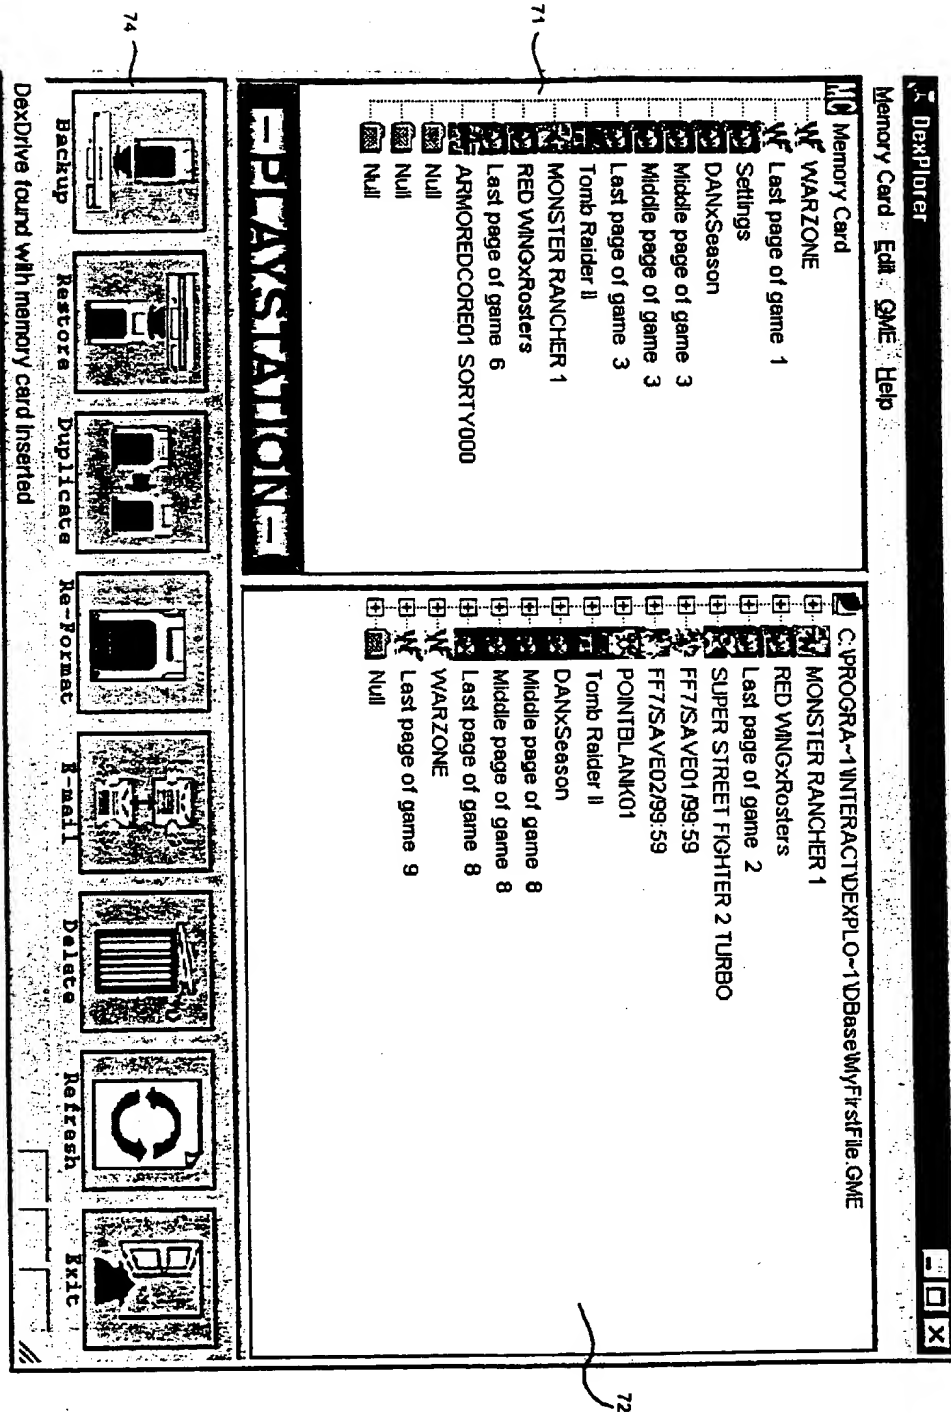 DexPlorer
Memory Card Edit GME Help
MC Memory Card
WARZONE
Last page of game 1
Settings
DANxSeason
Middle page of game 3
Middle page of game 3
Last page of game 3
Tomb Raider II
MONSTER RANCHER 1
RED WINGxRosters
Last page of game 6
ARMOREDCORE01 SORTY000
Null
Null
Null
PLAYSTATION
C:\PROGRA~1\INTERACT\DEXPLO~1\DBase\MyFirstFile.GME
MONSTER RANCHER 1
RED WINGxRosters
Last page of game 2
SUPER STREET FIGHTER 2 TURBO
FF7/SAVE01/99:59
FF7/SAVE02/99:59
POINTBLANK01
Tomb Raider II
DANxSeason
Middle page of game 8
Middle page of game 8
Last page of game 8
WARZONE
Last page of game 9
Null
Backup Restore Duplicate Re-Format E-mail Delete Refresh Exit
DexDrive found with memory card inserted
71
72
74